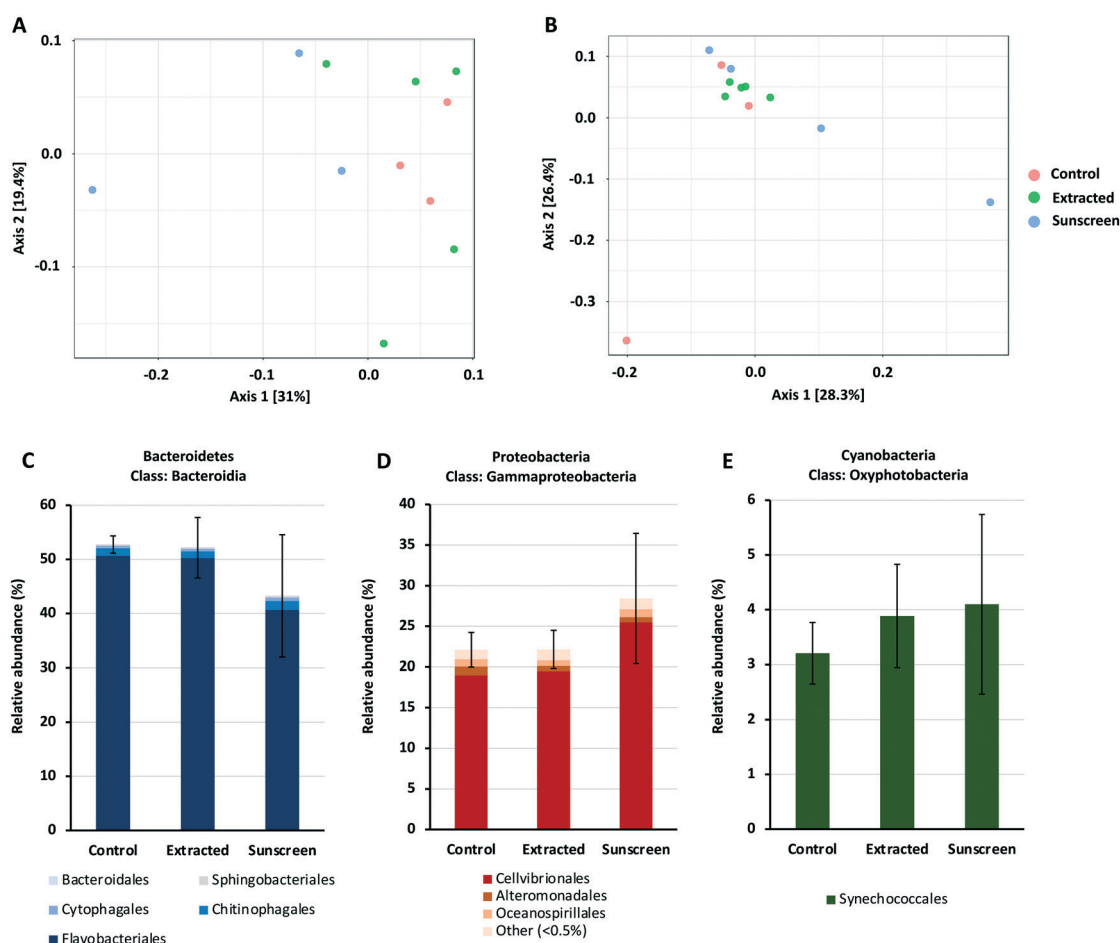 A
0.1
0.0
-0.1
Axis 2 [19.4%]
-0.2
-0.1
0.0
0.1
Axis 1 [31%]
B
0.1
0.0
-0.1
-0.2
-0.3
Axis 2 [26.4%]
-0.2
0.0
0.2
Axis 1 [28.3%]
Control
Extracted
Sunscreen
C
Bacteroidetes
Class: Bacteroidia
60
50
40
30
20
10
0
Relative abundance (%)
Control Extracted Sunscreen
Bacteroidales Sphingobacteriales
Cytophagales Chitinophagales
Flavobacteriales
D
Proteobacteria
Class: Gammaproteobacteria
40
35
30
25
20
15
10
5
0
Relative abundance (%)
Control Extracted Sunscreen
Cellvibrionales
Alteromonadales
Oceanospirillales
Other (<0.5%)
E
Cyanobacteria
Class: Oxyphotobacteria
6
5
4
3
2
1
0
Relative abundance (%)
Control Extracted Sunscreen
Synechococcales